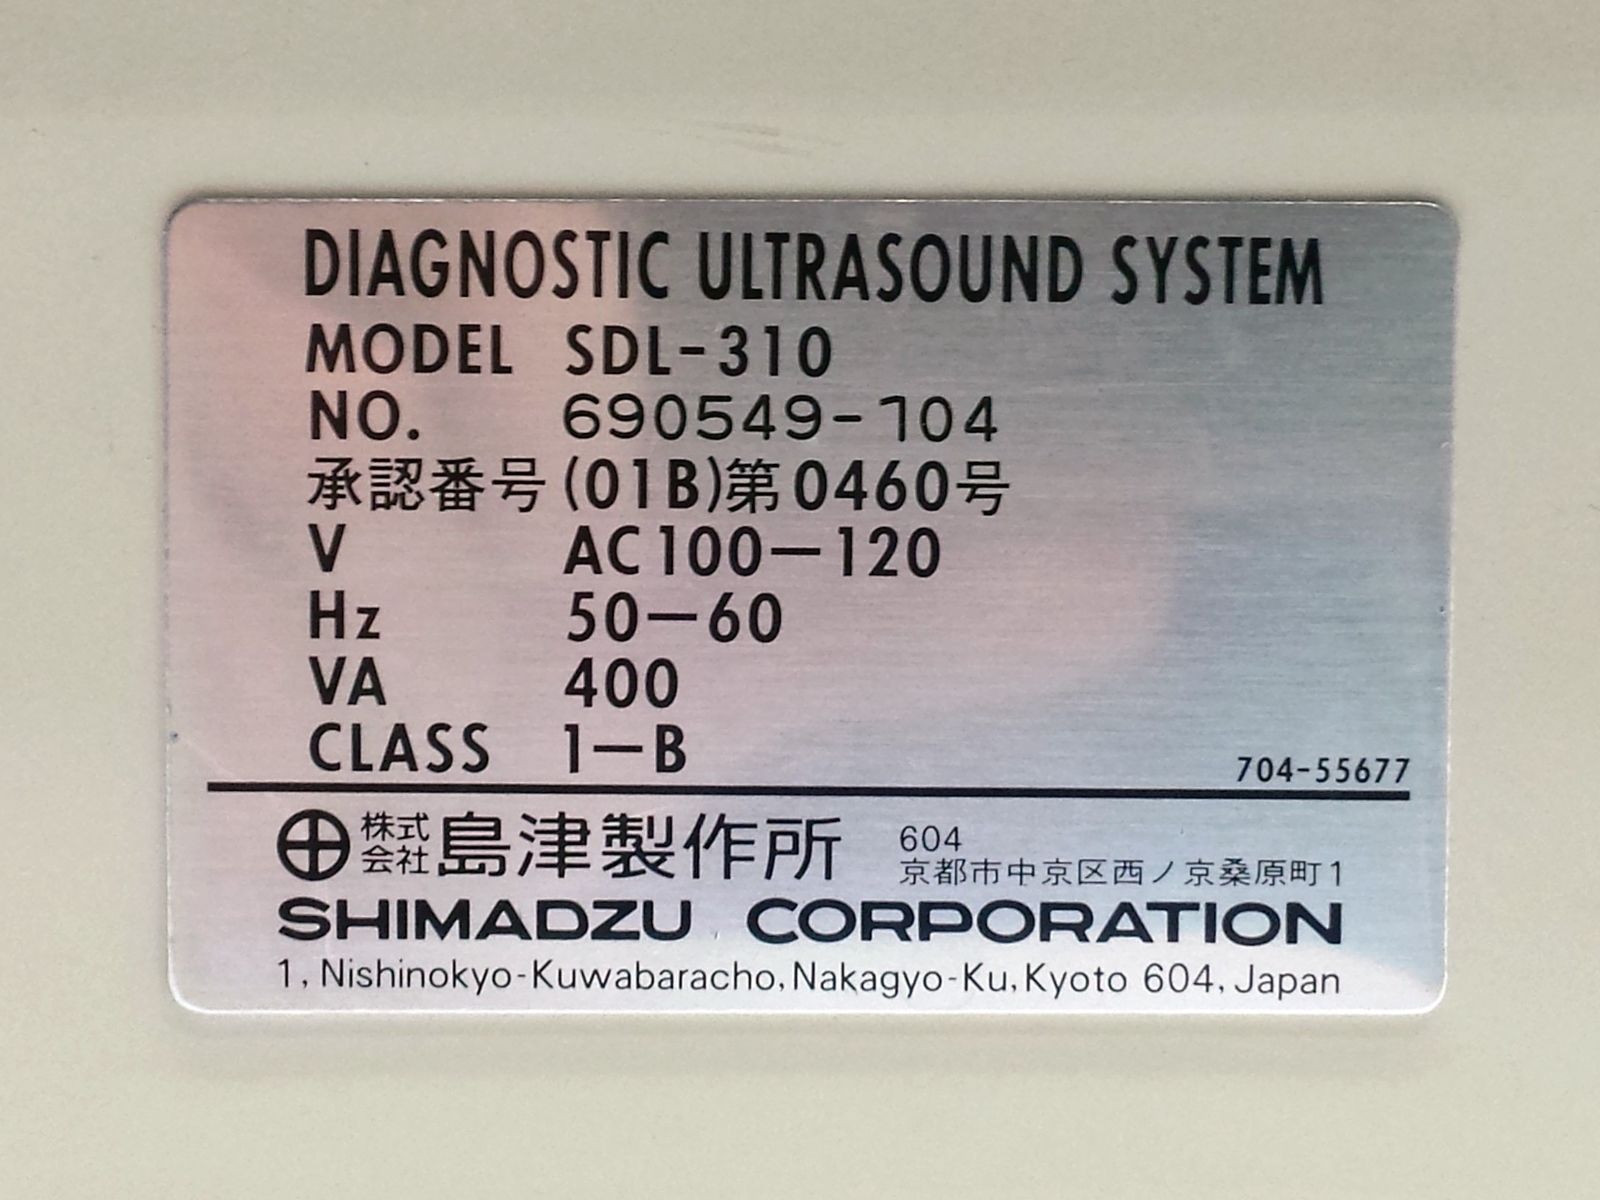 DIAGNOSTIC ULTRASOUND SYSTEM
MODEL SDL-310
NO. 690549-104
承認番号 (01B)第0460号
V AC100—120
Hz 50—60
VA 400
CLASS 1—B
704-55677
株式会社 島津製作所
604
京都市中京区西ノ京桑原町1
SHIMADZU CORPORATION
1, Nishinokyo-Kuwabaracho, Nakagyo-Ku, Kyoto 604, Japan